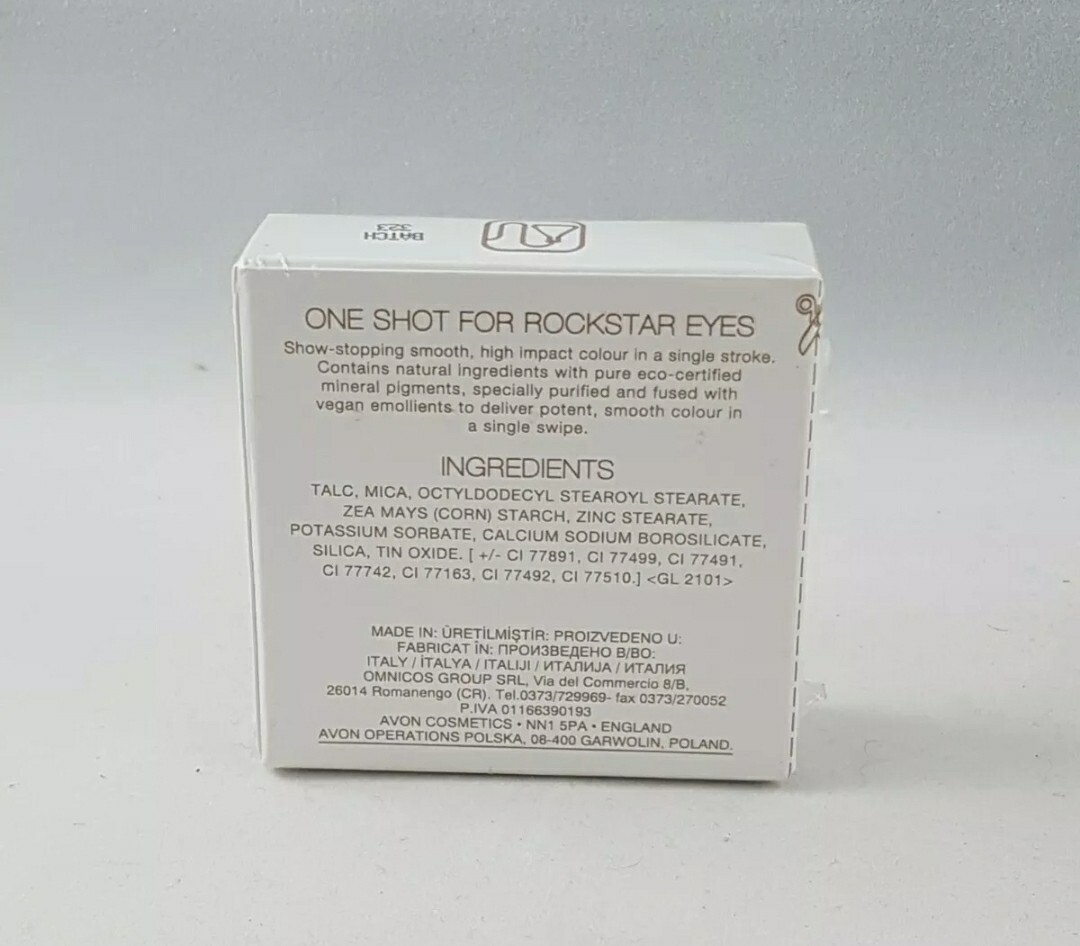 BATCH
323
ONE SHOT FOR ROCKSTAR EYES
Show-stopping smooth, high impact colour in a single stroke.
Contains natural ingredients with pure eco-certified
mineral pigments, specially purified and fused with
vegan emollients to deliver potent, smooth colour in
a single swipe.
INGREDIENTS
TALC, MICA, OCTYLDODECYL STEAROYL STEARATE,
ZEA MAYS (CORN) STARCH, ZINC STEARATE,
POTASSIUM SORBATE, CALCIUM SODIUM BOROSILICATE,
SILICA, TIN OXIDE. [ +/- CI 77891, CI 77499, CI 77491,
CI 77742, CI 77163, CI 77492, CI 77510.] <GL 2101>
MADE IN: ÜRETİLMİŞTİR: PROIZVEDENO U:
FABRICAT ÎN: ПРОИЗВЕДЕНО В/ВО:
ITALY / İTALYA / ITALIJI / ИТАЛИЈА / ИТАЛИЯ
OMNICOS GROUP SRL, Via del Commercio 8/B,
26014 Romanengo (CR). Tel.0373/729969- fax 0373/270052
P.IVA 01166390193
AVON COSMETICS • NN1 5PA • ENGLAND
AVON OPERATIONS POLSKA, 08-400 GARWOLIN, POLAND.